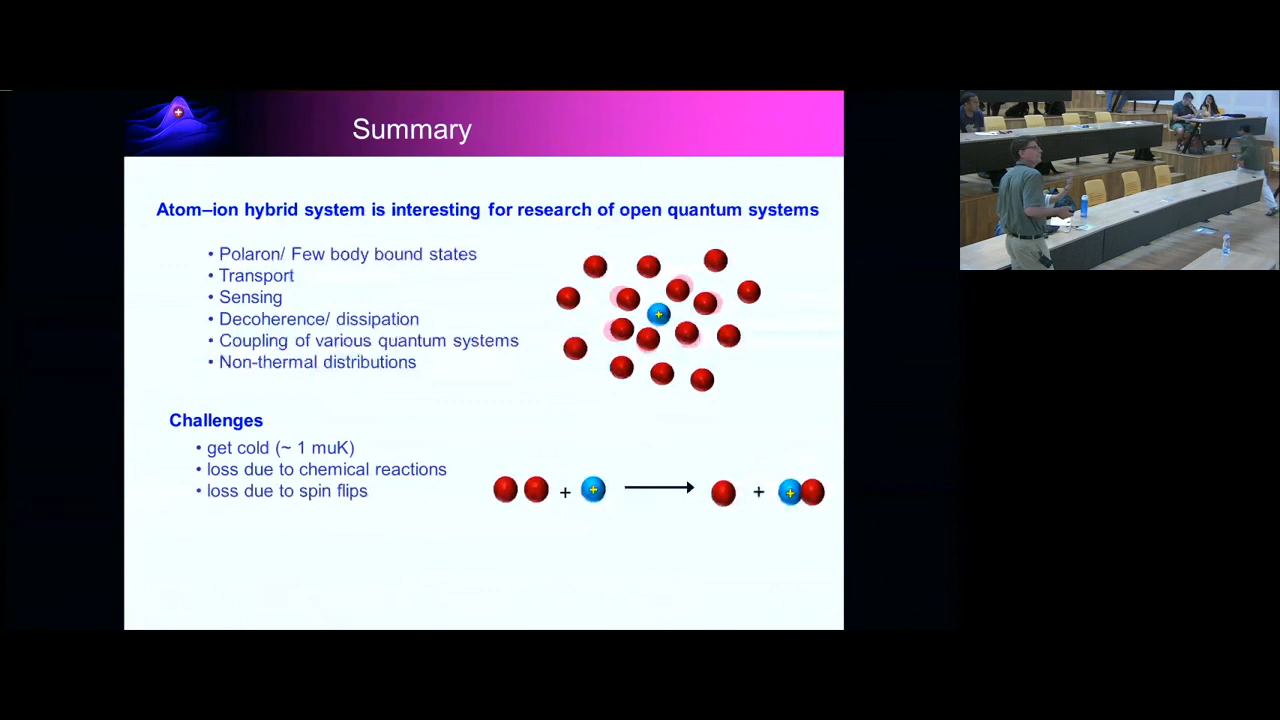 Summary
Atom–ion hybrid system is interesting for research of open quantum systems
• Polaron/ Few body bound states
• Transport
• Sensing
• Decoherence/ dissipation
• Coupling of various quantum systems
• Non-thermal distributions
Challenges
• get cold (~ 1 muK)
• loss due to chemical reactions
• loss due to spin flips
+ + → + +